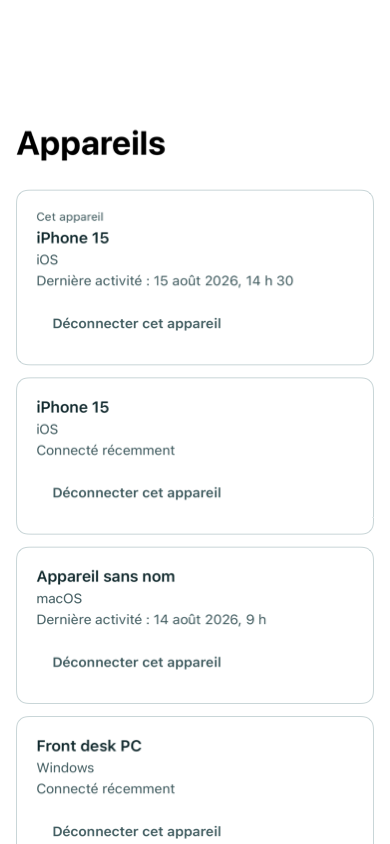 Appareils
Cet appareil
iPhone 15
iOS
Dernière activité : 15 août 2026, 14 h 30
Déconnecter cet appareil
iPhone 15
iOS
Connecté récemment
Déconnecter cet appareil
Appareil sans nom
macOS
Dernière activité : 14 août 2026, 9 h
Déconnecter cet appareil
Front desk PC
Windows
Connecté récemment
Déconnecter cet appareil